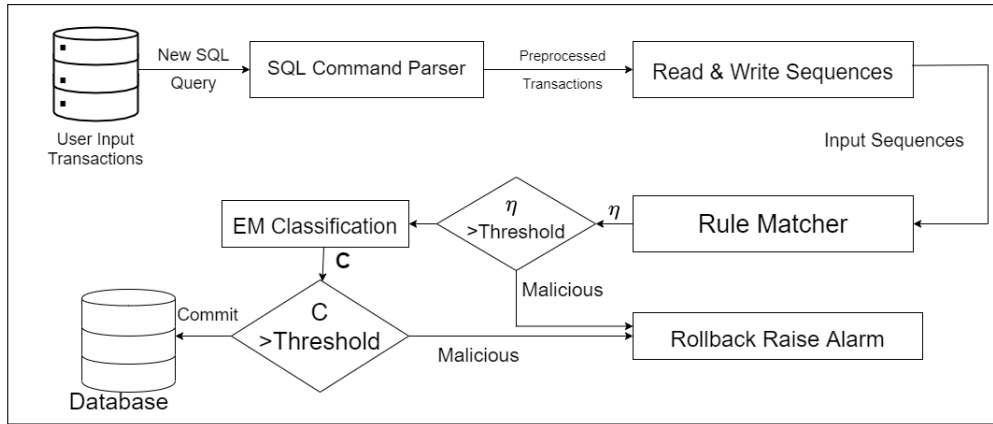 New SQL
Query
SQL Command Parser
Preprocessed
Transactions
Read & Write Sequences
User Input
Transactions
Input Sequences
EM Classification
η
>Threshold
η
Rule Matcher
C
Malicious
Commit
C
>Threshold
Malicious
Rollback Raise Alarm
Database